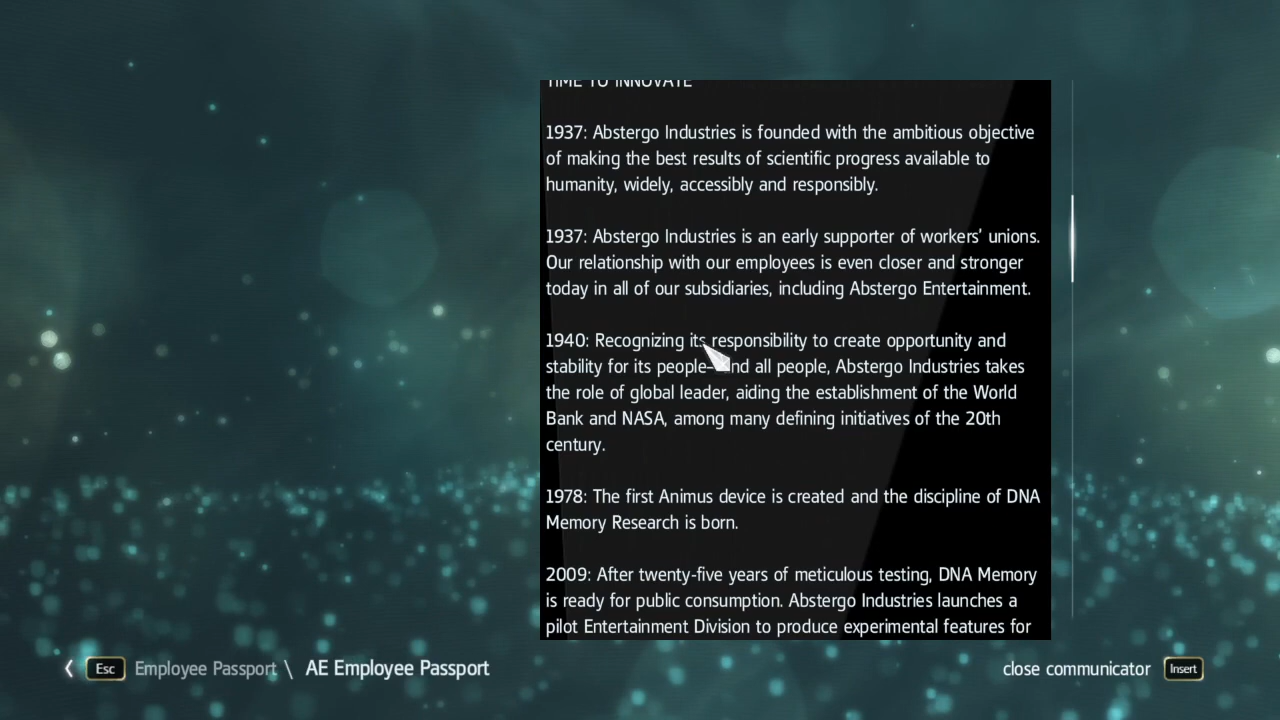 TIME TO INNOVATE
1937: Abstergo Industries is founded with the ambitious objective
of making the best results of scientific progress available to
humanity, widely, accessibly and responsibly.
1937: Abstergo Industries is an early supporter of workers' unions.
Our relationship with our employees is even closer and stronger
today in all of our subsidiaries, including Abstergo Entertainment.
1940: Recognizing its responsibility to create opportunity and
stability for its people-and all people, Abstergo Industries takes
the role of global leader, aiding the establishment of the World
Bank and NASA, among many defining initiatives of the 20th
century.
1978: The first Animus device is created and the discipline of DNA
Memory Research is born.
2009: After twenty-five years of meticulous testing, DNA Memory
is ready for public consumption. Abstergo Industries launches a
pilot Entertainment Division to produce experimental features for
Esc Employee Passport \ AE Employee Passport
close communicator Insert